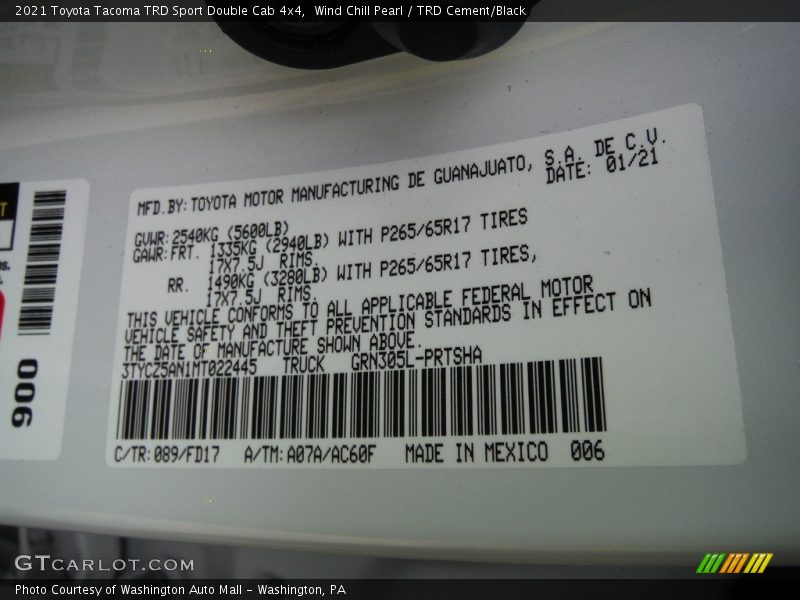 2021 Toyota Tacoma TRD Sport Double Cab 4x4,  Wind Chill Pearl / TRD Cement/Black
MFD.BY:TOYOTA MOTOR MANUFACTURING DE GUANAJUATO, S.A. DE C.V.
DATE: 01/21
GVWR:2540KG (5600LB)
GAWR:FRT. 1335KG (2940LB) WITH P265/65R17 TIRES
17X7.5J RIMS.
RR. 1490KG (3280LB) WITH P265/65R17 TIRES,
17X7.5J RIMS.
THIS VEHICLE CONFORMS TO ALL APPLICABLE FEDERAL MOTOR
VEHICLE SAFETY AND THEFT PREVENTION STANDARDS IN EFFECT ON
THE DATE OF MANUFACTURE SHOWN ABOVE.
3TYCZ5AN1MT022445 TRUCK GRN305L-PRTSHA
C/TR:089/FD17 A/TM:A07A/AC60F MADE IN MEXICO 006
006
GTCARLOT.COM
Photo Courtesy of Washington Auto Mall – Washington, PA